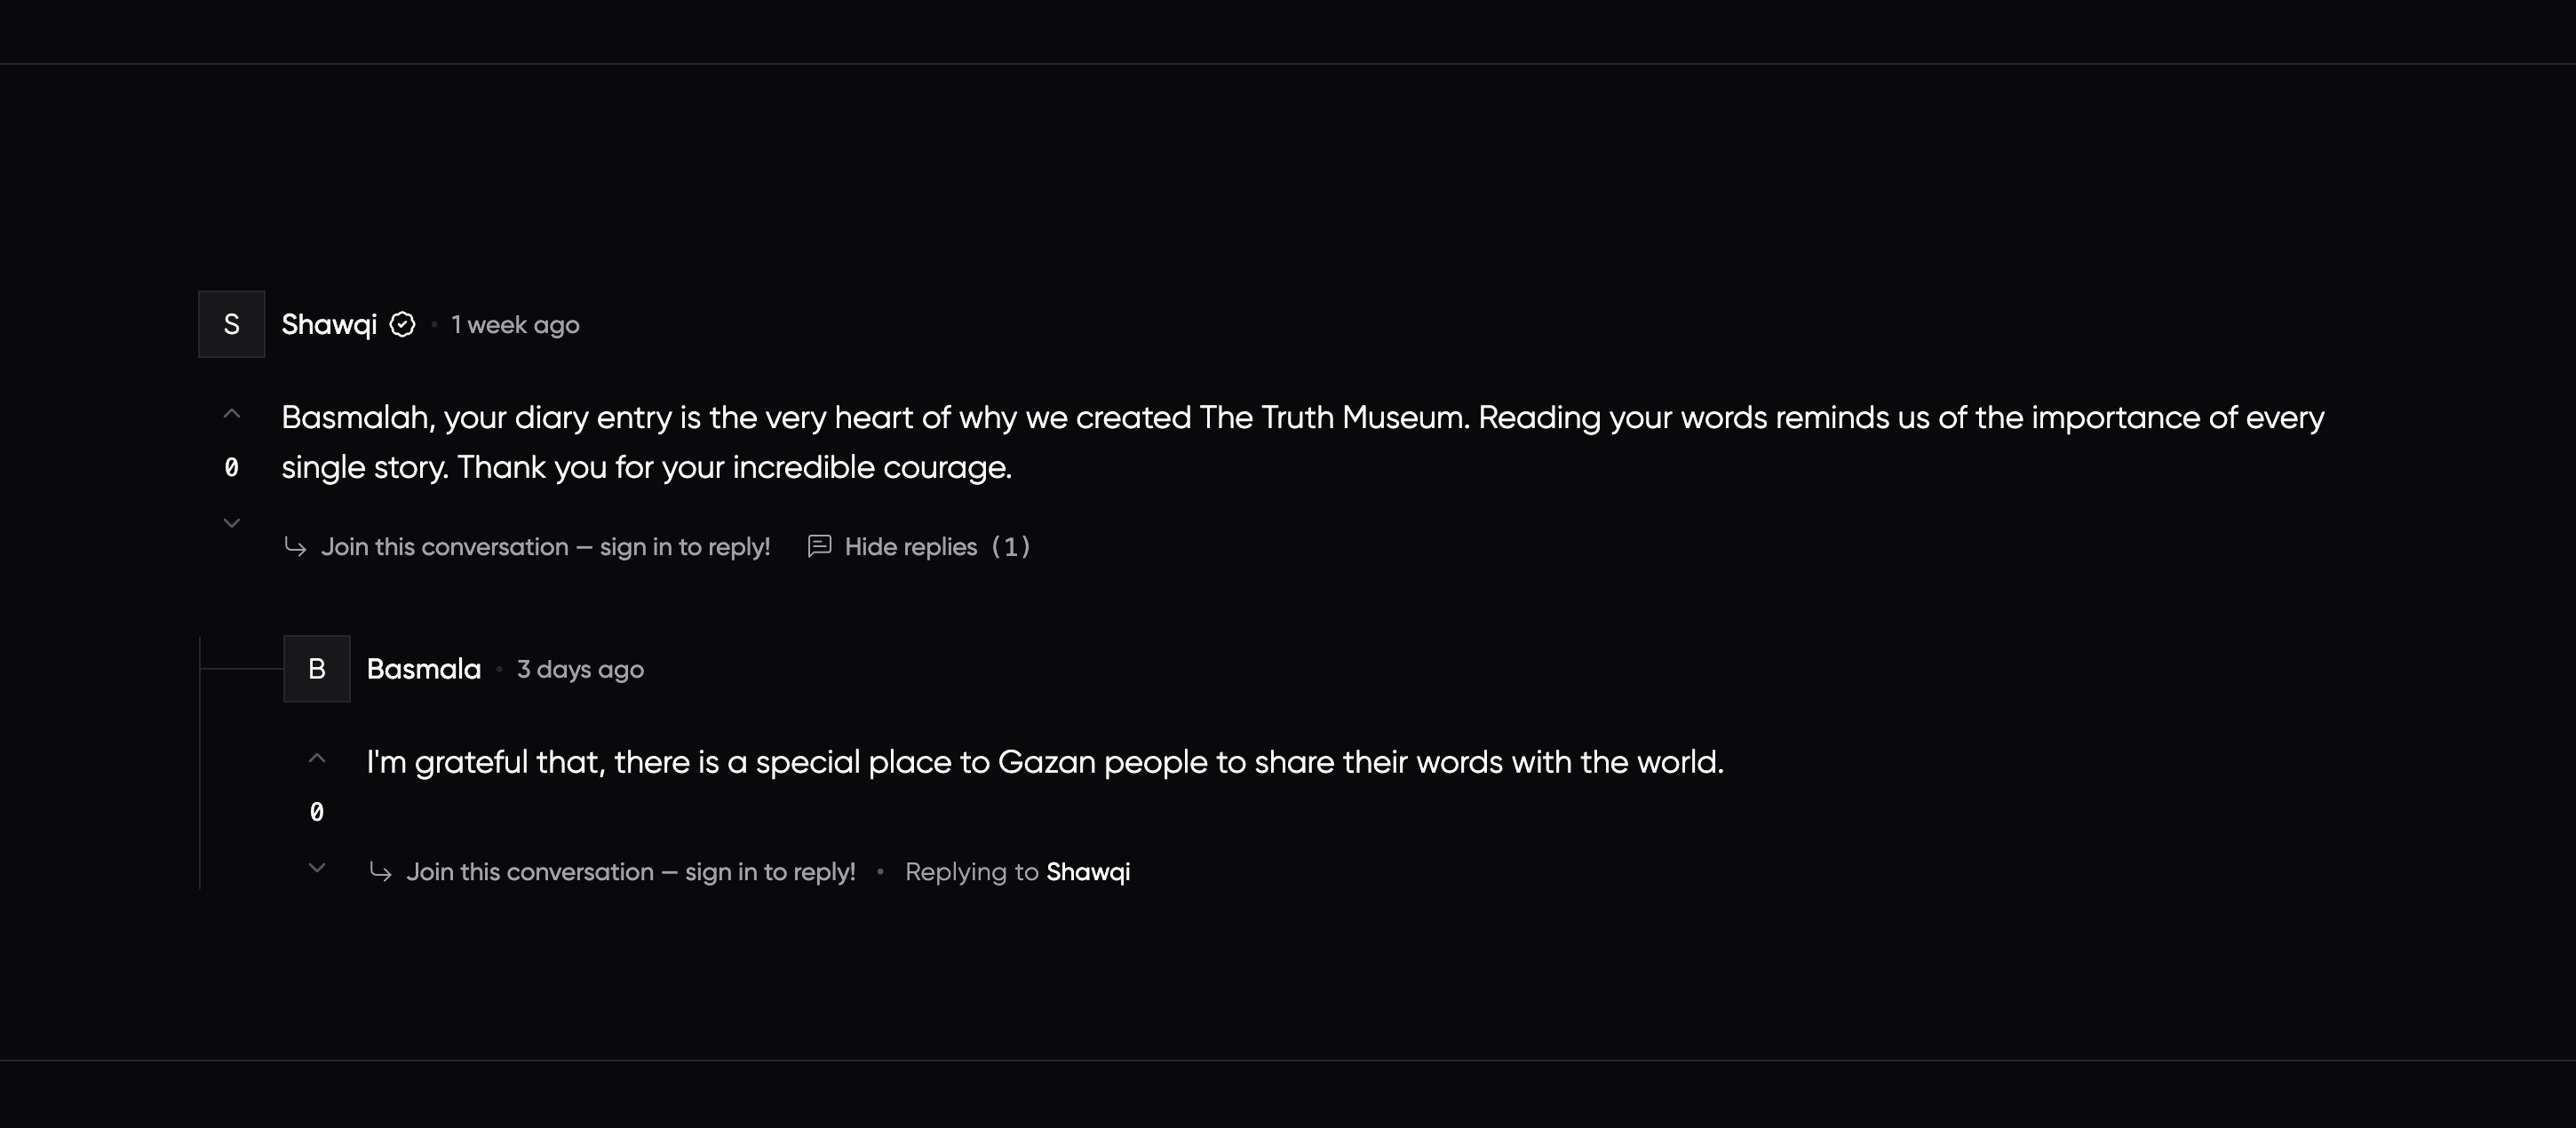 S
Shawqi • 1 week ago
Basmalah, your diary entry is the very heart of why we created The Truth Museum. Reading your words reminds us of the importance of every
0 single story. Thank you for your incredible courage.
Join this conversation – sign in to reply! Hide replies (1)
B
Basmala • 3 days ago
I'm grateful that, there is a special place to Gazan people to share their words with the world.
0
Join this conversation – sign in to reply! • Replying to Shawqi